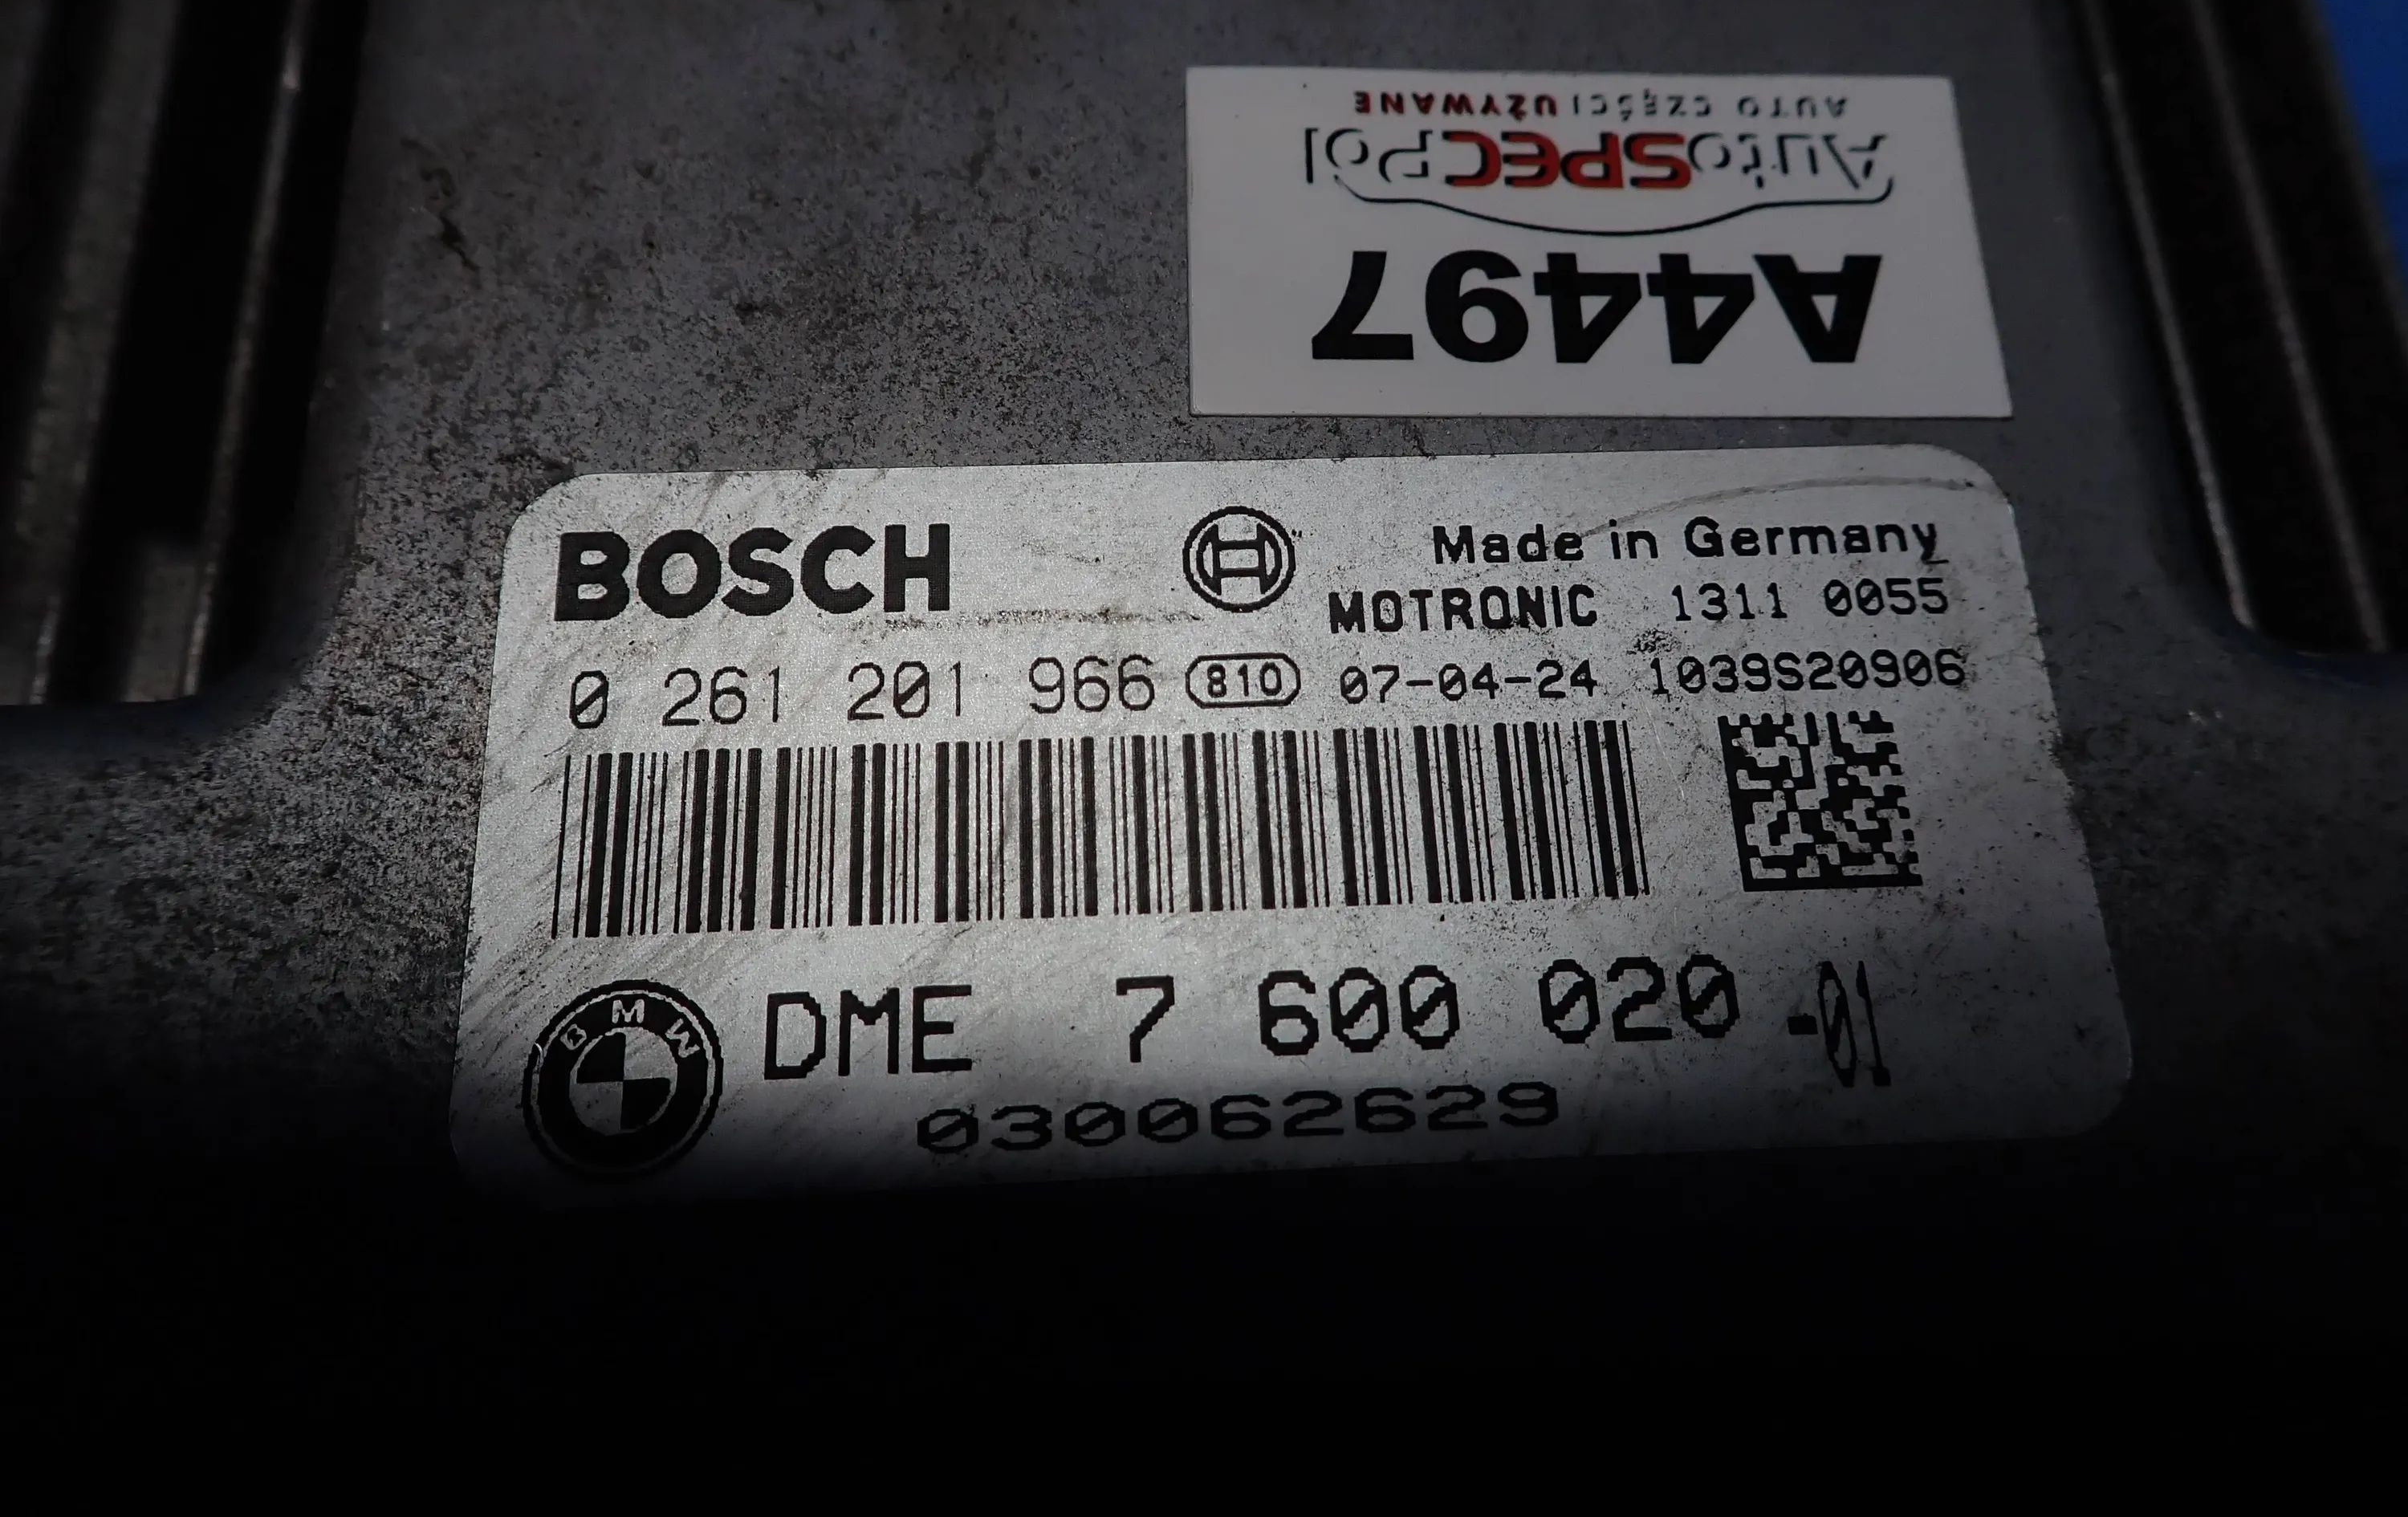 AUTO CZĘŚCI UŻYWANE
AutoSPECPol
A4497
BOSCH
Made in Germany
MOTRONIC 1311 0055
0 261 201 966 810 07-04-24 1039S20906
BMW
DME 7 600 020 -01
030062629